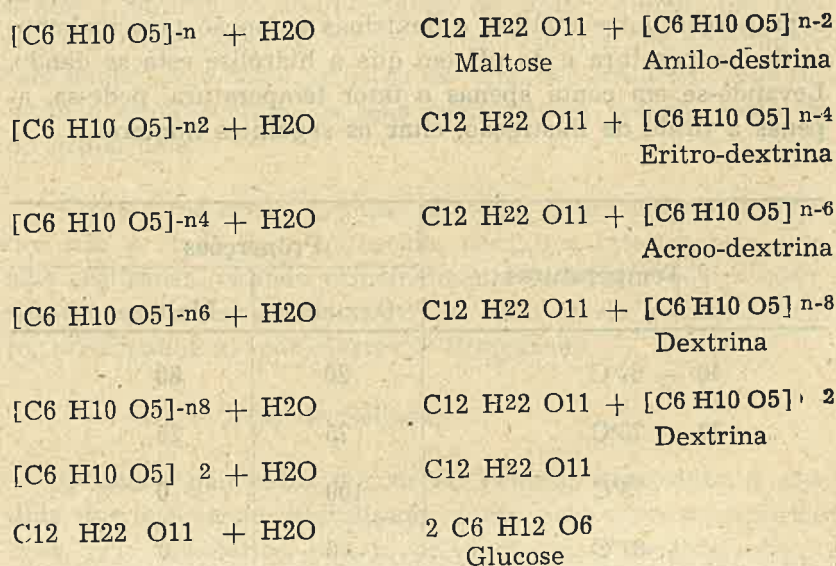 [C6 H10 O5]-n + H2O C12 H22 O11 + [C6 H10 O5] n-2
Maltose Amilo-destrina
[C6 H10 O5]-n2 + H2O C12 H22 O11 + [C6 H10 O5] n-4
Eritro-dextrina
[C6 H10 O5]-n4 + H2O C12 H22 O11 + [C6 H10 O5] n-6
Acroo-dextrina
[C6 H10 O5]-n6 + H2O C12 H22 O11 + [C6 H10 O5] n-8
Dextrina
[C6 H10 O5]-n8 + H2O C12 H22 O11 + [C6 H10 O5] 2
Dextrina
[C6 H10 O5] 2 + H2O C12 H22 O11
C12 H22 O11 + H2O 2 C6 H12 O6
Glucose